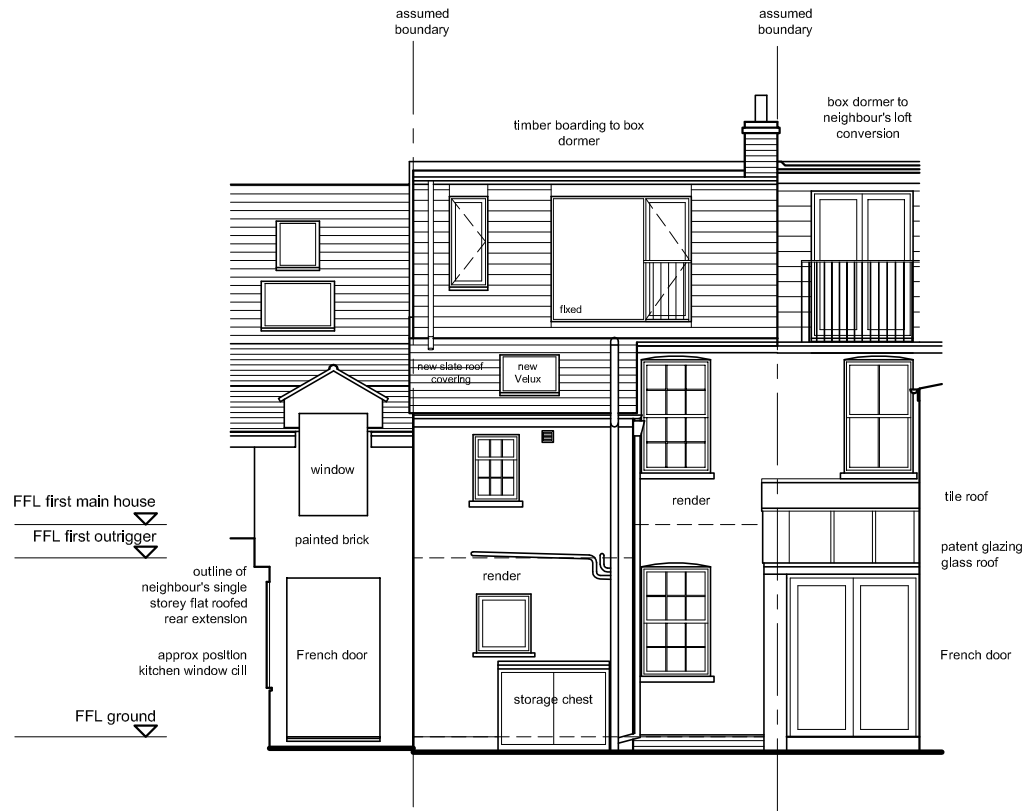 assumed
boundary
assumed
boundary
box dormer to
neighbour's loft
conversion
timber boarding to box
dormer
fixed
new slate roof
covering
new
Velux
window
FFL first main house
render
tile roof
FFL first outrigger
painted brick
patent glazing
glass roof
outline of
neighbour's single
storey flat roofed
rear extension
render
approx position
kitchen window cill
French door
French door
storage chest
FFL ground